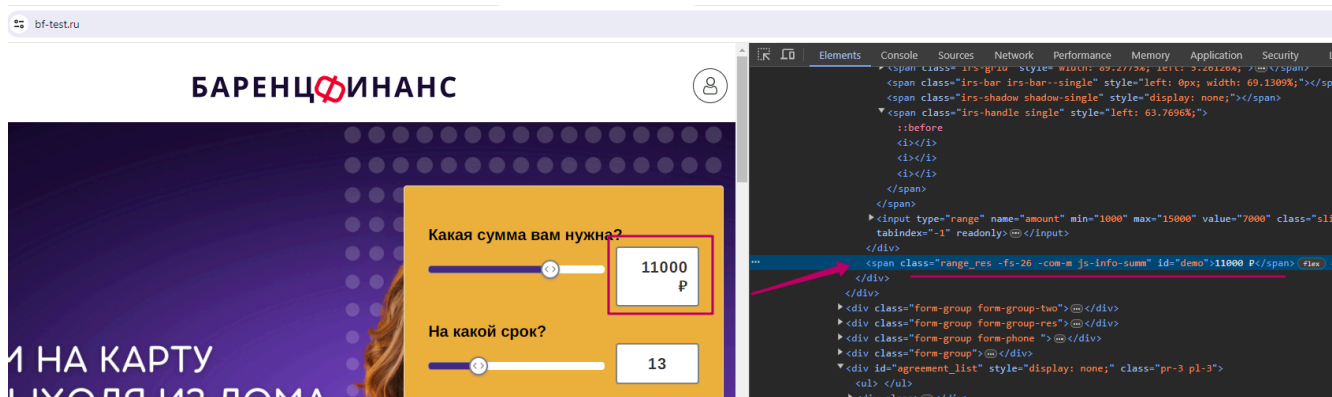 bf-test.ru
БАРЕНЦФИНАНС
Какая сумма вам нужна?
11000
₽
На какой срок?
13
И НА КАРТУ
Elements Console Sources Network Performance Memory Application Security
<span class="irs-bar irs-bar--single" style="left: 0px; width: 69.1309%;"></sp
<span class="irs-shadow shadow-single" style="display: none;"></span>
▼<span class="irs-handle single" style="left: 63.7696%;">
::before
<i></i>
<i></i>
<i></i>
</span>
</span>
▶<input type="range" name="amount" min="1000" max="15000" value="7000" class="sli
tabindex="-1" readonly>…</input>
</div>
… <span class="range_res -fs-26 -com-m js-info-summ" id="demo">11000 ₽</span> flex
</div>
</div>
▶<div class="form-group form-group-two">…</div>
▶<div class="form-group form-group-res">…</div>
▶<div class="form-group form-phone ">…</div>
▶<div class="form-group">…</div>
▼<div id="agreement_list" style="display: none;" class="pr-3 pl-3">
<ul> </ul>